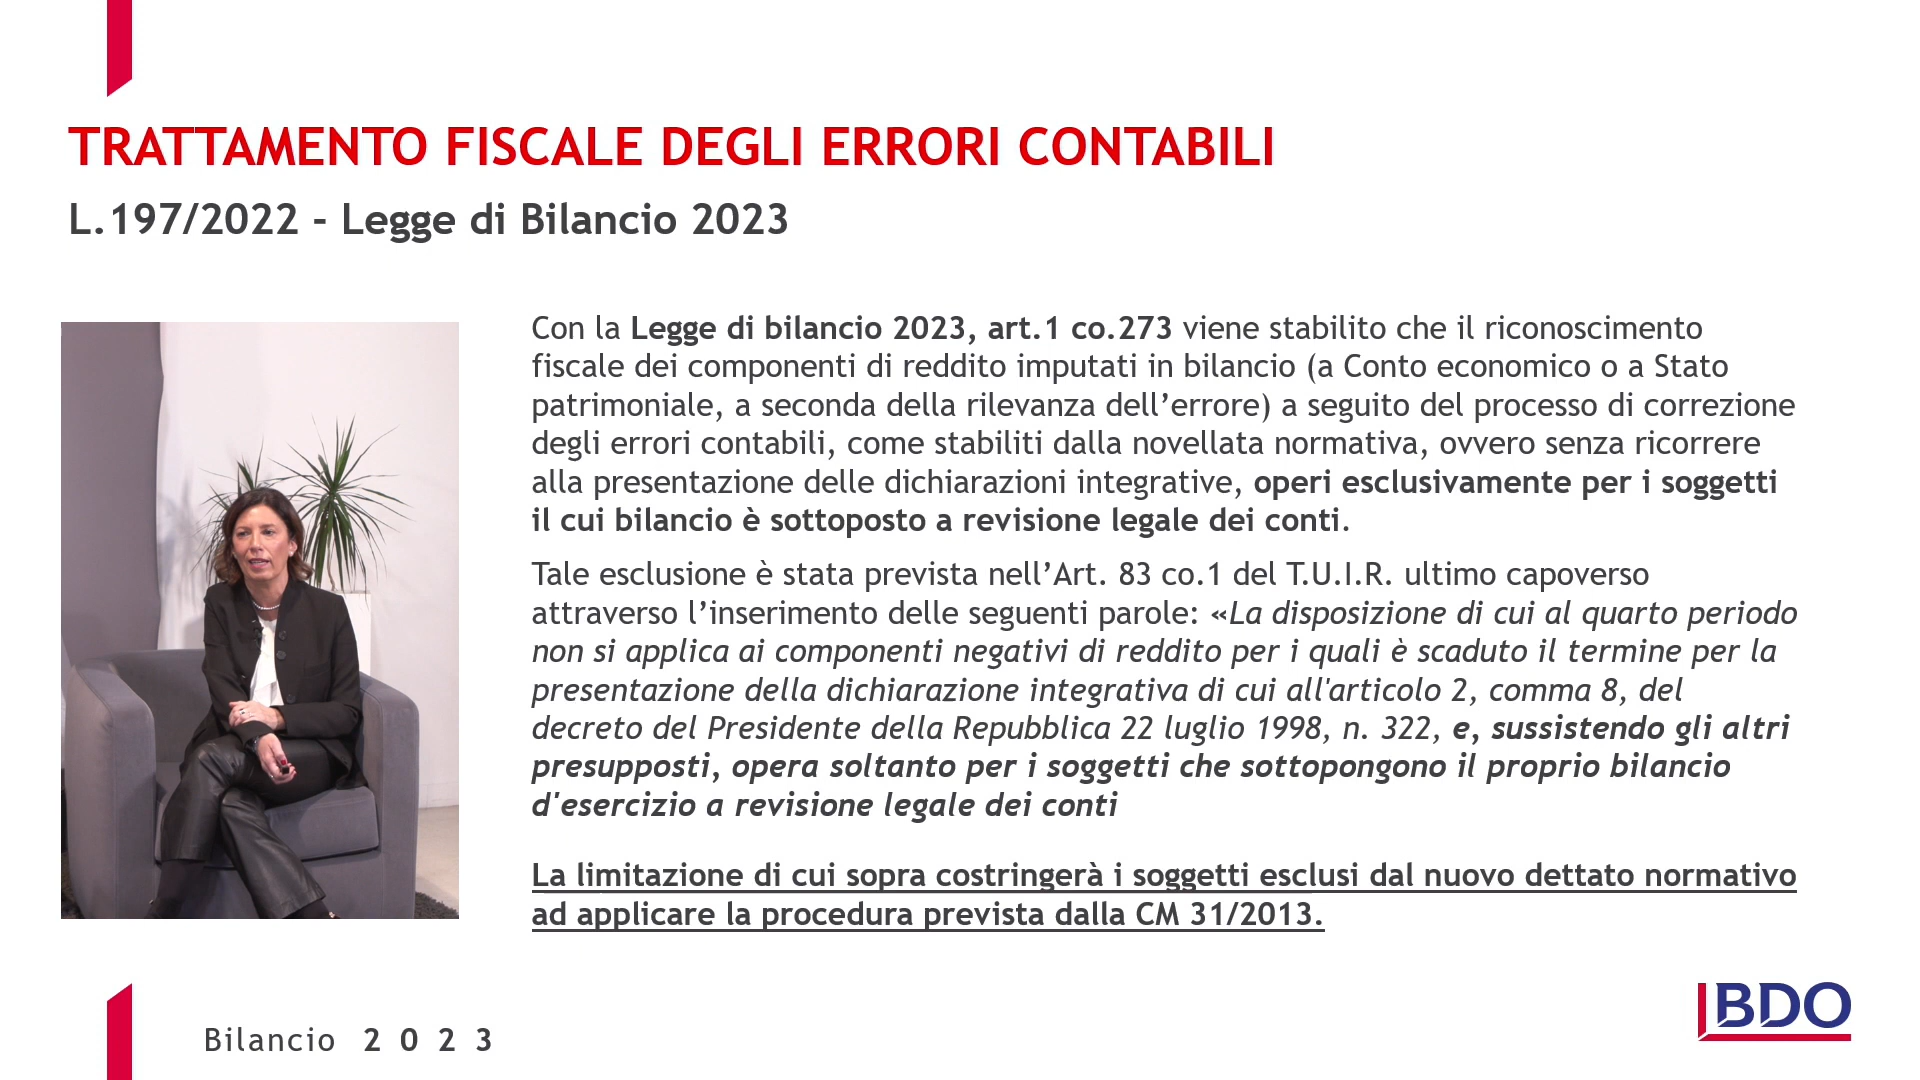 TRATTAMENTO FISCALE DEGLI ERRORI CONTABILI
L.197/2022 - Legge di Bilancio 2023
Con la Legge di bilancio 2023, art.1 co.273 viene stabilito che il riconoscimento
fiscale dei componenti di reddito imputati in bilancio (a Conto economico o a Stato
patrimoniale, a seconda della rilevanza dell’errore) a seguito del processo di correzione
degli errori contabili, come stabiliti dalla novellata normativa, ovvero senza ricorrere
alla presentazione delle dichiarazioni integrative, operi esclusivamente per i soggetti
il cui bilancio è sottoposto a revisione legale dei conti.
Tale esclusione è stata prevista nell’Art. 83 co.1 del T.U.I.R. ultimo capoverso
attraverso l’inserimento delle seguenti parole: «La disposizione di cui al quarto periodo
non si applica ai componenti negativi di reddito per i quali è scaduto il termine per la
presentazione della dichiarazione integrativa di cui all'articolo 2, comma 8, del
decreto del Presidente della Repubblica 22 luglio 1998, n. 322, e, sussistendo gli altri
presupposti, opera soltanto per i soggetti che sottopongono il proprio bilancio
d'esercizio a revisione legale dei conti
La limitazione di cui sopra costringerà i soggetti esclusi dal nuovo dettato normativo
ad applicare la procedura prevista dalla CM 31/2013.
Bilancio 2023
BDO